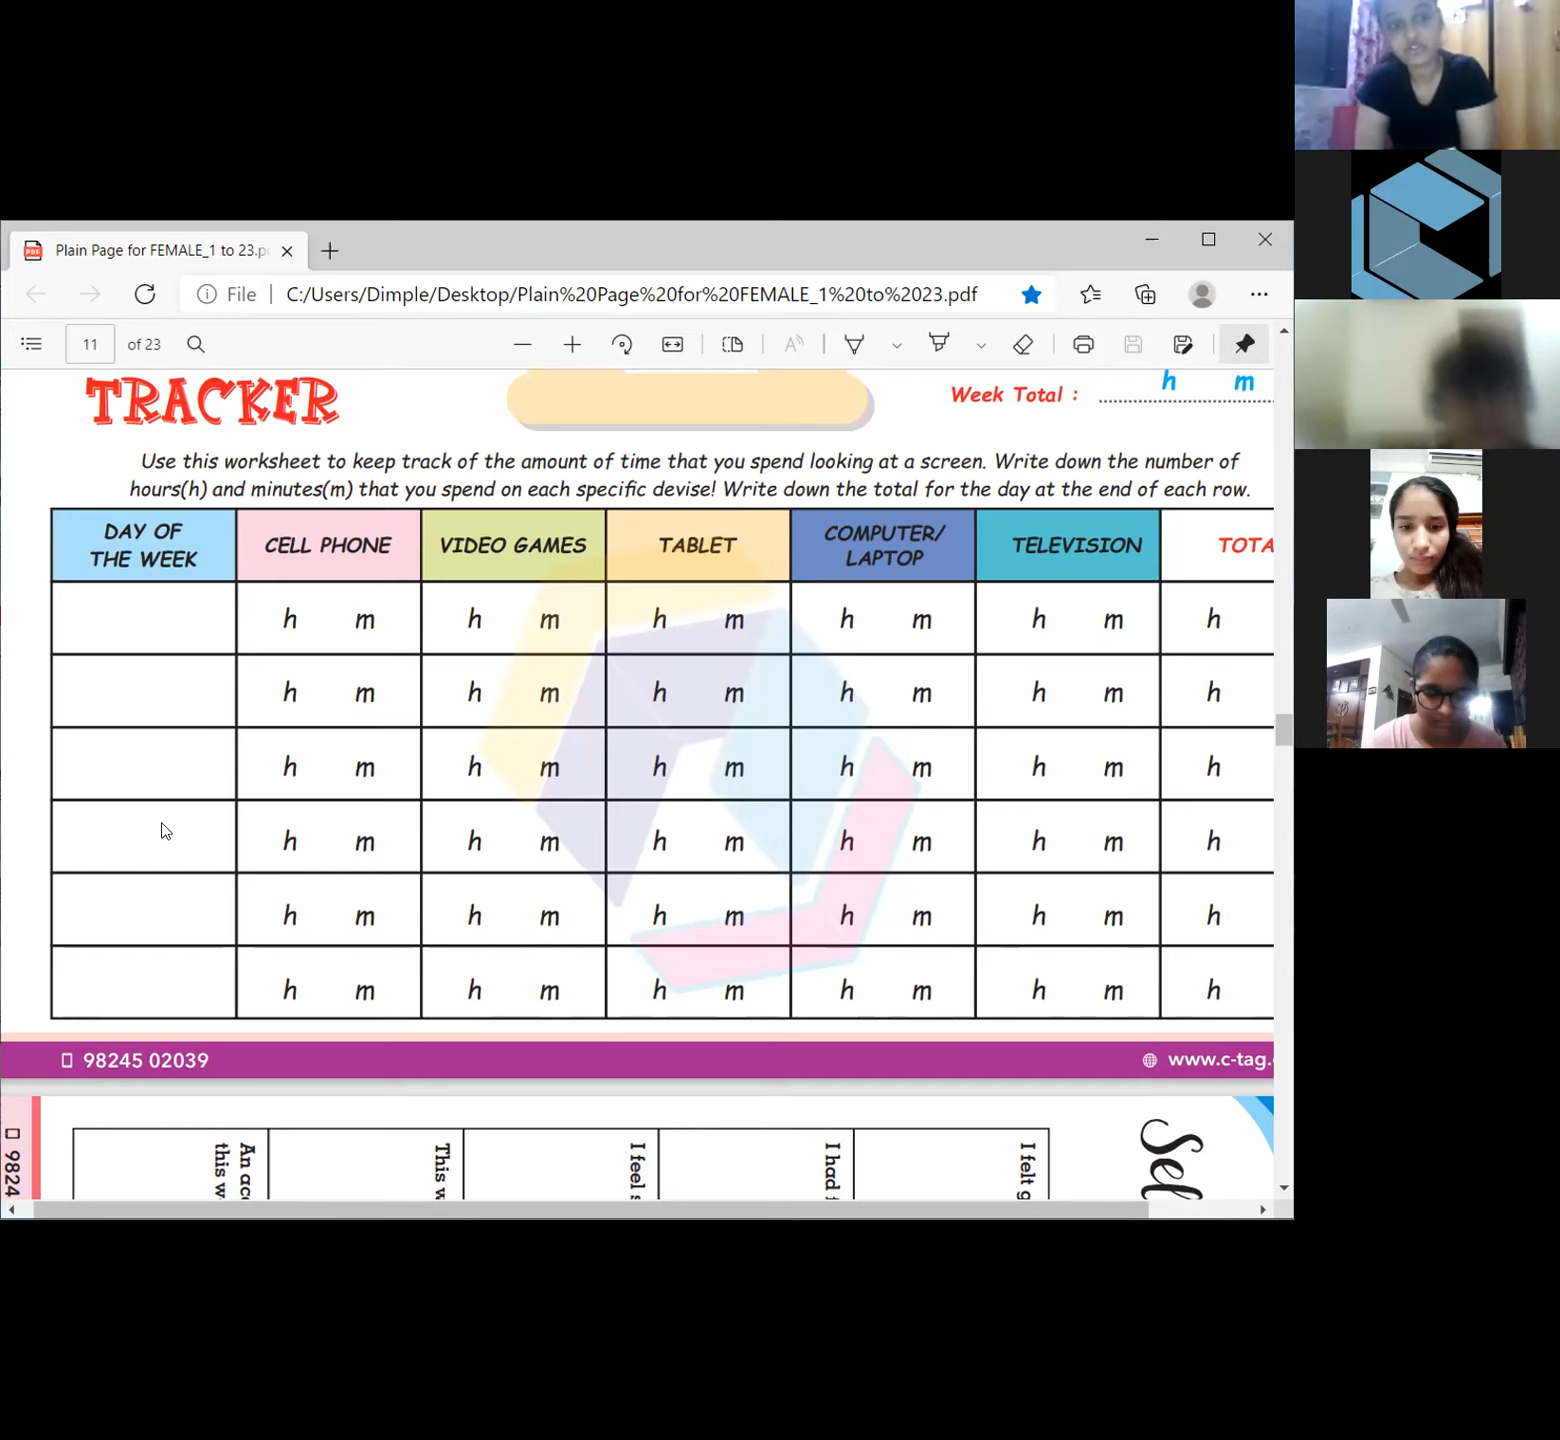 Plain Page for FEMALE_1 to 23.p
File
C:/Users/Dimple/Desktop/Plain%20Page%20for%20FEMALE_1%20to%2023.pdf
11 of 23
TRACKER
Week Total : h m
Use this worksheet to keep track of the amount of time that you spend looking at a screen. Write down the number of
hours(h) and minutes(m) that you spend on each specific devise! Write down the total for the day at the end of each row.
DAY OF
THE WEEK
CELL PHONE
VIDEO GAMES
TABLET
COMPUTER/
LAPTOP
TELEVISION
TOTA
h m h m h m h m h m h
h m h m h m h m h m h
h m h m h m h m h m h
h m h m h m h m h m h
h m h m h m h m h m h
h m h m h m h m h m h
98245 02039
www.c-tag.
9824
An acc
this w
This w
I feel s
I had
I felt g
Sel